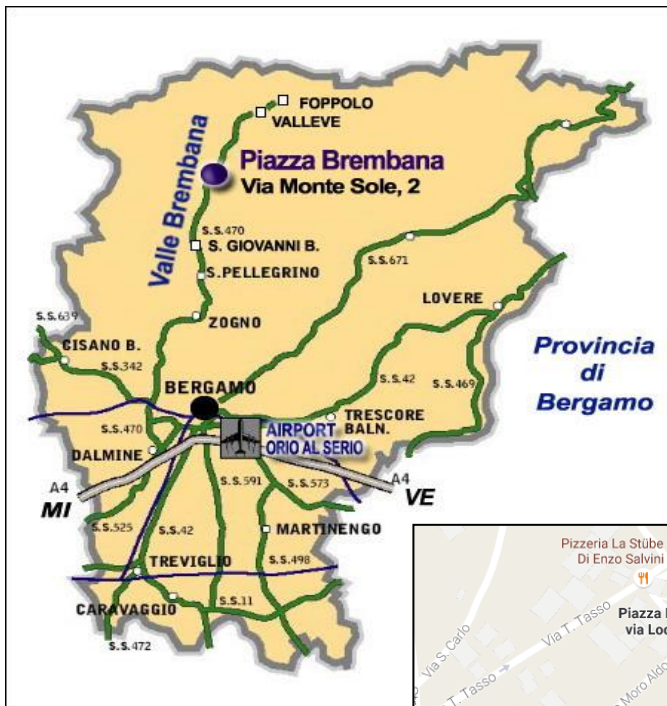 FOPPOLO
VALLEVE
Valle Brembana
Piazza Brembana
Via Monte Sole, 2
S.S.470
S. GIOVANNI B.
S.PELLEGRINO
S.S.671
LOVERE
S.S.639
ZOGNO
CISANO B.
S.S.342
Provincia
di
Bergamo
S.S.42
S.S.469
BERGAMO
TRESCORE
BALN.
AIRPORT
ORIO AL SERIO
S.S.470
DALMINE
A4
MI
A4
VE
S.S.591
S.S.573
S.S.525
S.S.42
MARTINENGO
TREVIGLIO
S.S.498
CARAVAGGIO
S.S.11
S.S.472
Pizzeria La Stübe
Di Enzo Salvini
Piazza
via Loc
Via T. Tasso
Via S. Carlo
T. Tasso
Moro Aldo